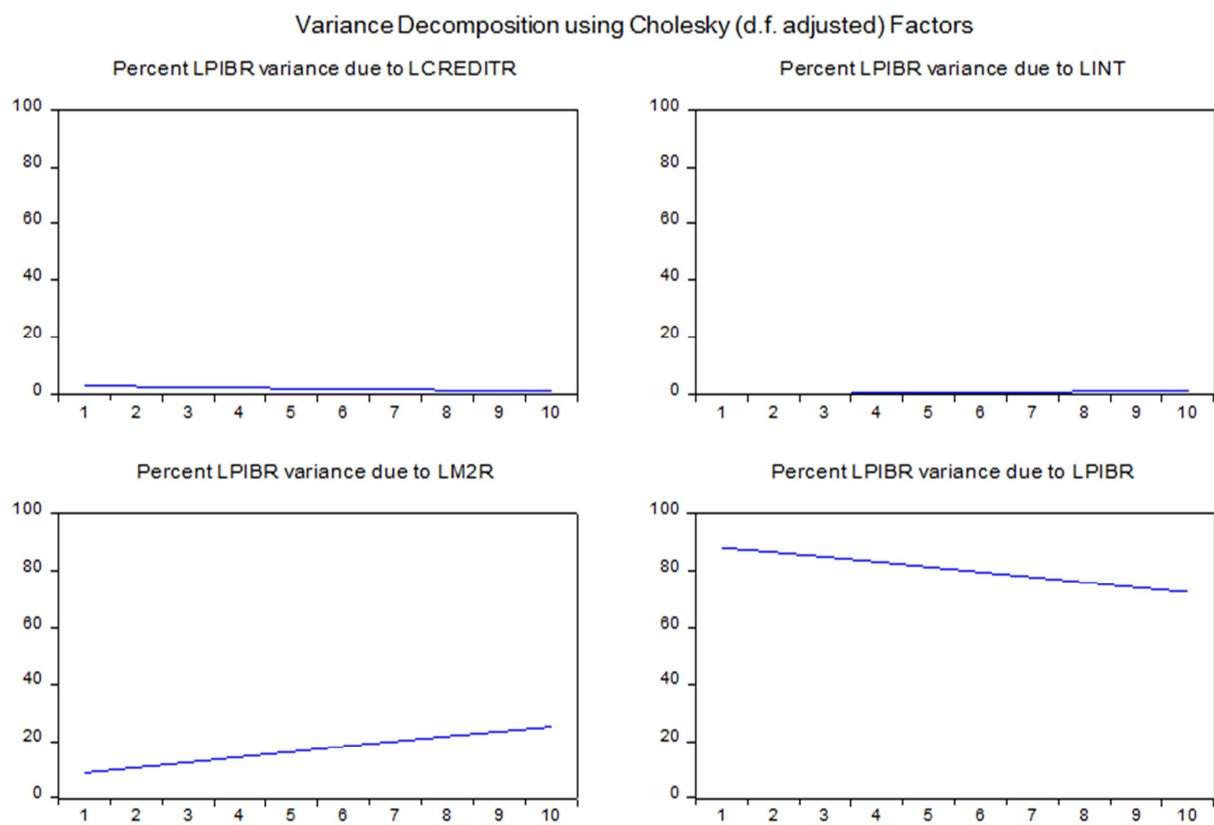 Variance Decomposition using Cholesky (d.f. adjusted) Factors
Percent LPIBR variance due to LCREDITR
100
80
60
40
20
0
1 2 3 4 5 6 7 8 9 10
Percent LPIBR variance due to LINT
100
80
60
40
20
0
1 2 3 4 5 6 7 8 9 10
Percent LPIBR variance due to LM2R
100
80
60
40
20
0
1 2 3 4 5 6 7 8 9 10
Percent LPIBR variance due to LPIBR
100
80
60
40
20
0
1 2 3 4 5 6 7 8 9 10